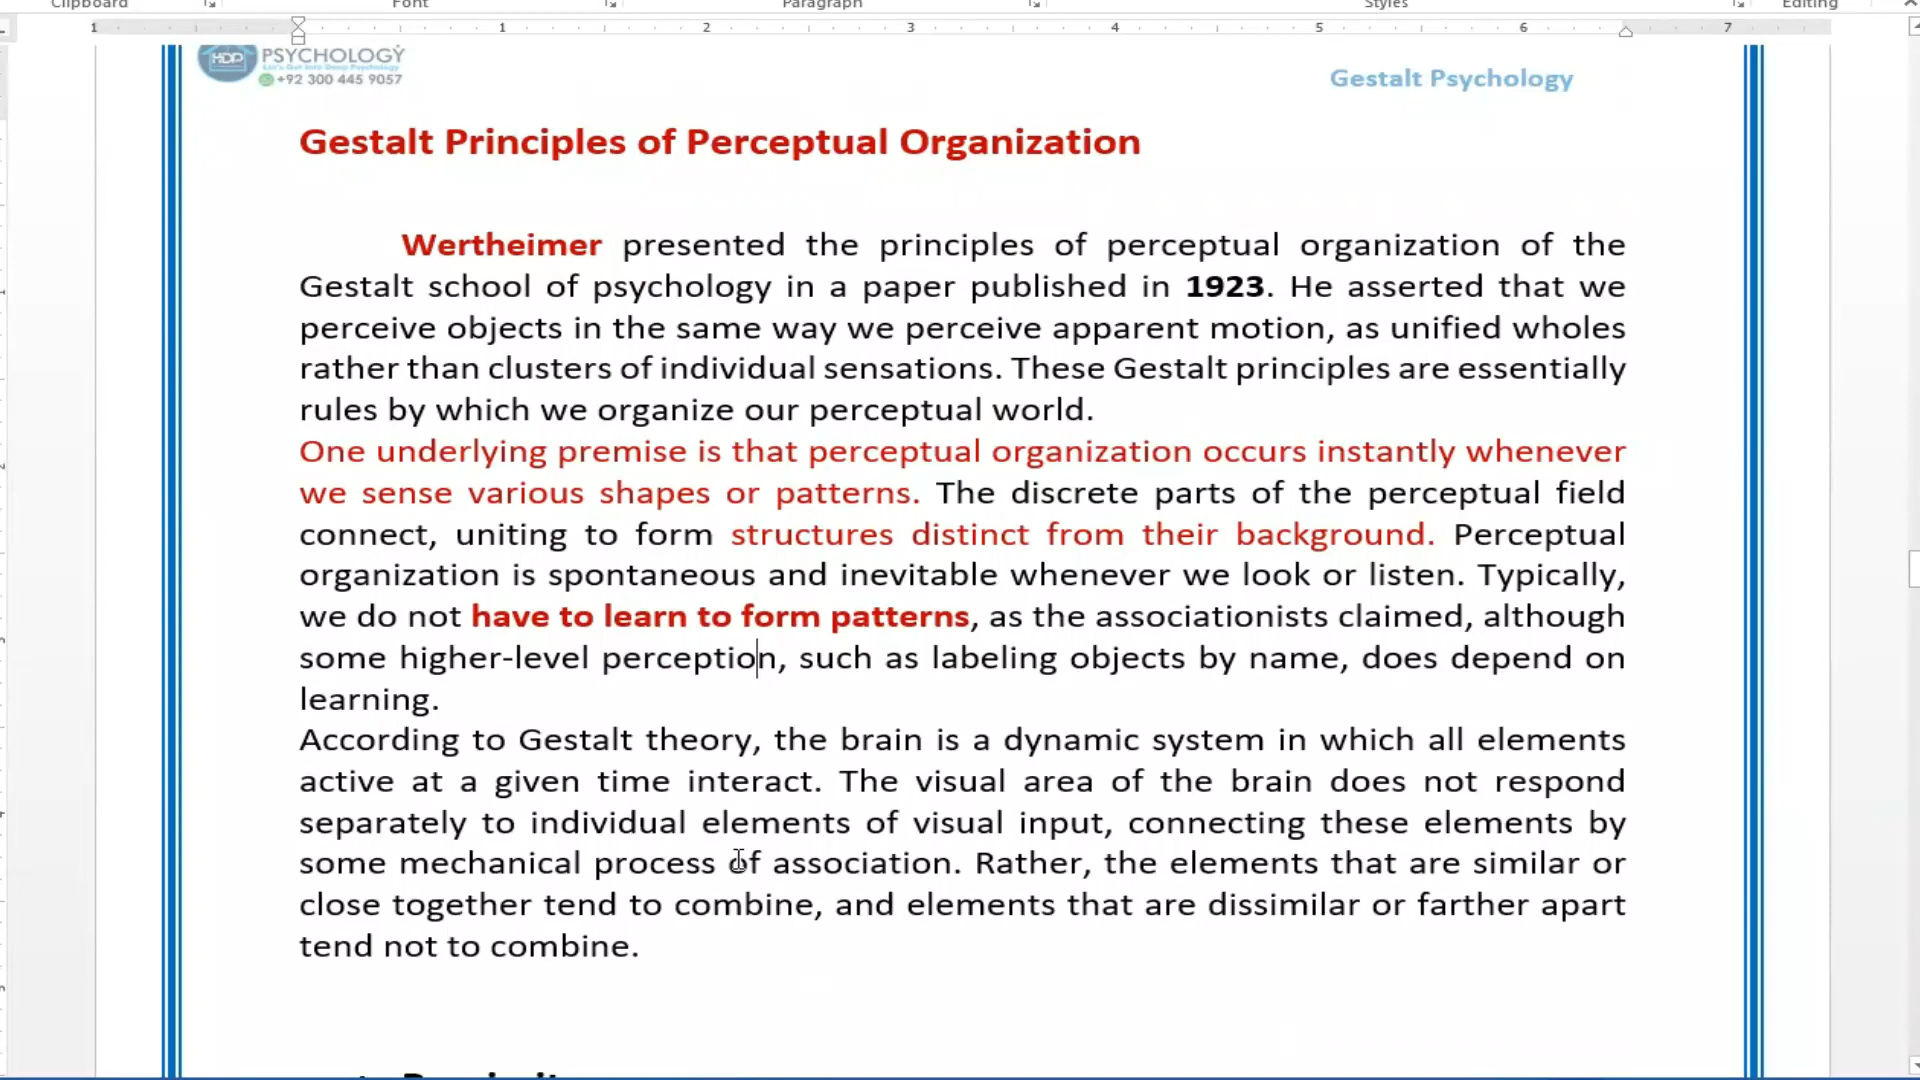 Clipboard Font Paragraph Styles Editing
1 1 2 3 4 5 6 7
HDP PSYCHOLOGY
+92 300 445 9057
Gestalt Psychology
Gestalt Principles of Perceptual Organization
Wertheimer presented the principles of perceptual organization of the
Gestalt school of psychology in a paper published in 1923. He asserted that we
perceive objects in the same way we perceive apparent motion, as unified wholes
rather than clusters of individual sensations. These Gestalt principles are essentially
rules by which we organize our perceptual world.
One underlying premise is that perceptual organization occurs instantly whenever
we sense various shapes or patterns. The discrete parts of the perceptual field
connect, uniting to form structures distinct from their background. Perceptual
organization is spontaneous and inevitable whenever we look or listen. Typically,
we do not have to learn to form patterns, as the associationists claimed, although
some higher-level perception, such as labeling objects by name, does depend on
learning.
According to Gestalt theory, the brain is a dynamic system in which all elements
active at a given time interact. The visual area of the brain does not respond
separately to individual elements of visual input, connecting these elements by
some mechanical process of association. Rather, the elements that are similar or
close together tend to combine, and elements that are dissimilar or farther apart
tend not to combine.